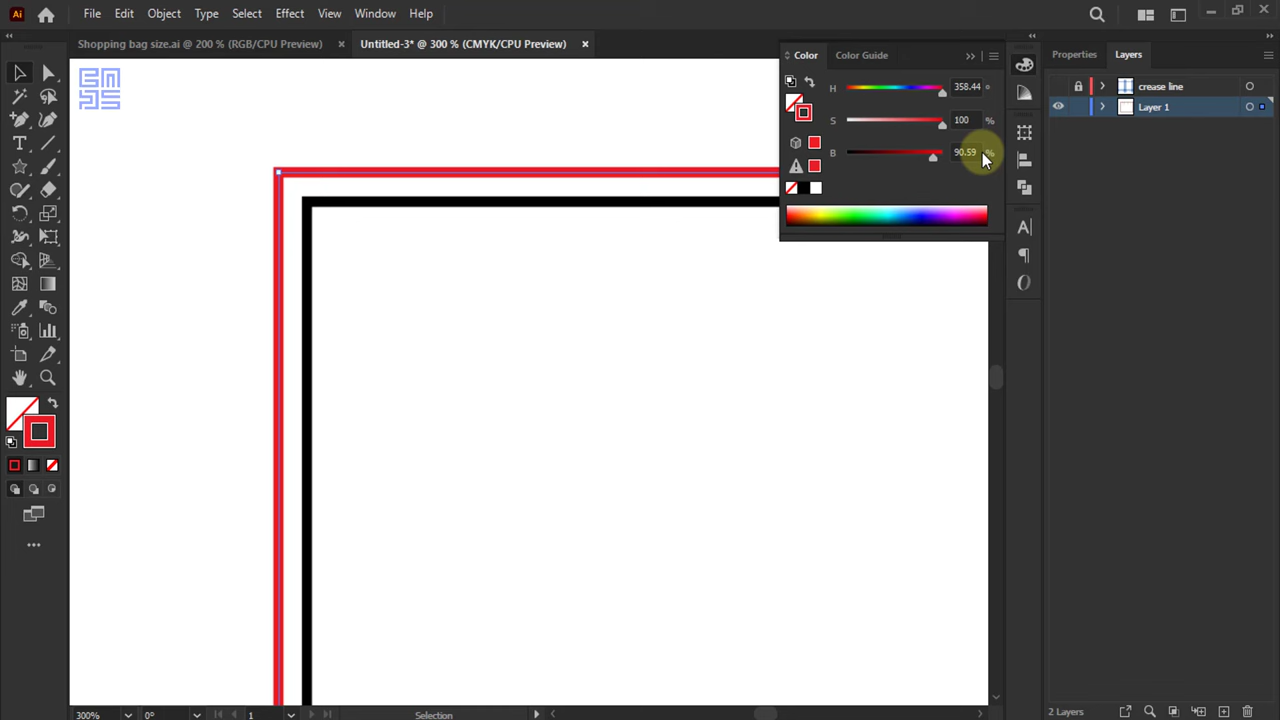 Ai File Edit Object Type Select Effect View Window Help
Shopping bag size.ai @ 200 % (RGB/CPU Preview) × Untitled-3* @ 300 % (CMYK/CPU Preview) ×
Color Color Guide
H 358.44 °
S 100 %
B 90.59 %
Properties Layers
crease line
Layer 1
300% 0° 1 Selection
2 Layers